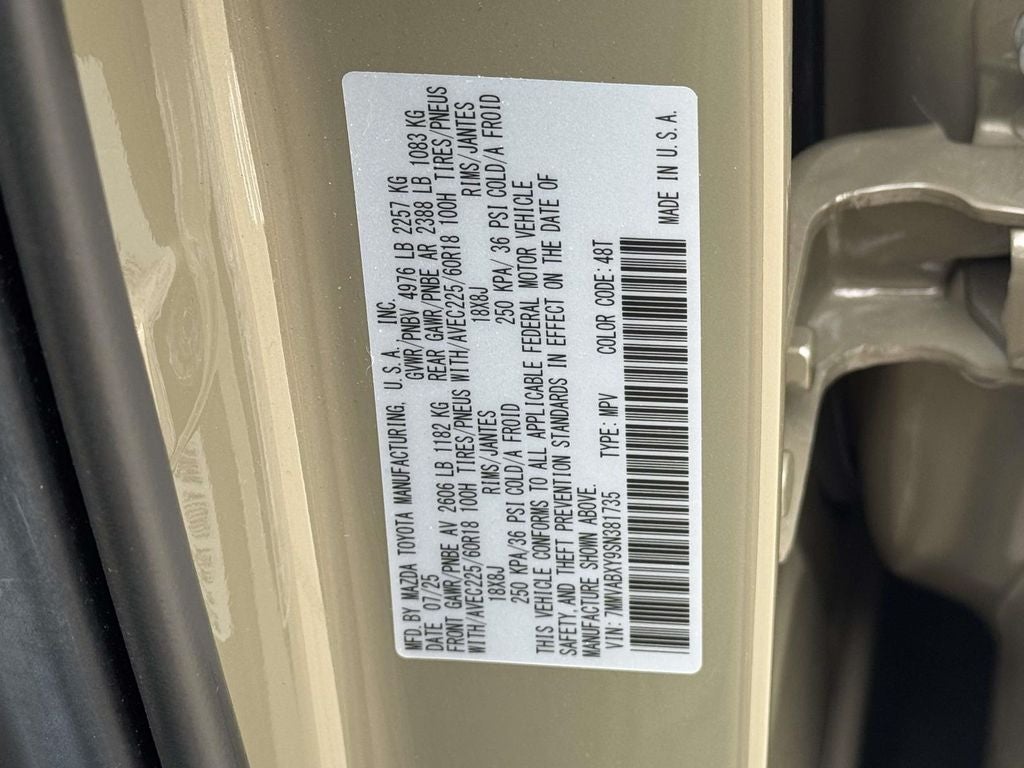 MFD. BY MAZDA TOYOTA MANUFACTURING, U. S. A., INC.
DATE 07/25 GVWR/PNBV 4976 LB 2257 KG
FRONT GAWR/PNBE AV 2606 LB 1182 KG REAR GAWR/PNBE AR 2388 LB 1083 KG
WITH/AVEC225/60R18 100H TIRES/PNEUS WITH/AVEC225/60R18 100H TIRES/PNEUS
18X8J RIMS/JANTES 18X8J RIMS/JANTES
250 KPA/36 PSI COLD/A FROID 250 KPA/ 36 PSI COLD/A FROID
THIS VEHICLE CONFORMS TO ALL APPLICABLE FEDERAL MOTOR VEHICLE
SAFETY, AND THEFT PREVENTION STANDARDS IN EFFECT ON THE DATE OF
MANUFACTURE SHOWN ABOVE.
VIN: 7MMVABXY9SN381735 TYPE: MPV COLOR CODE: 48T
MADE IN U. S. A.